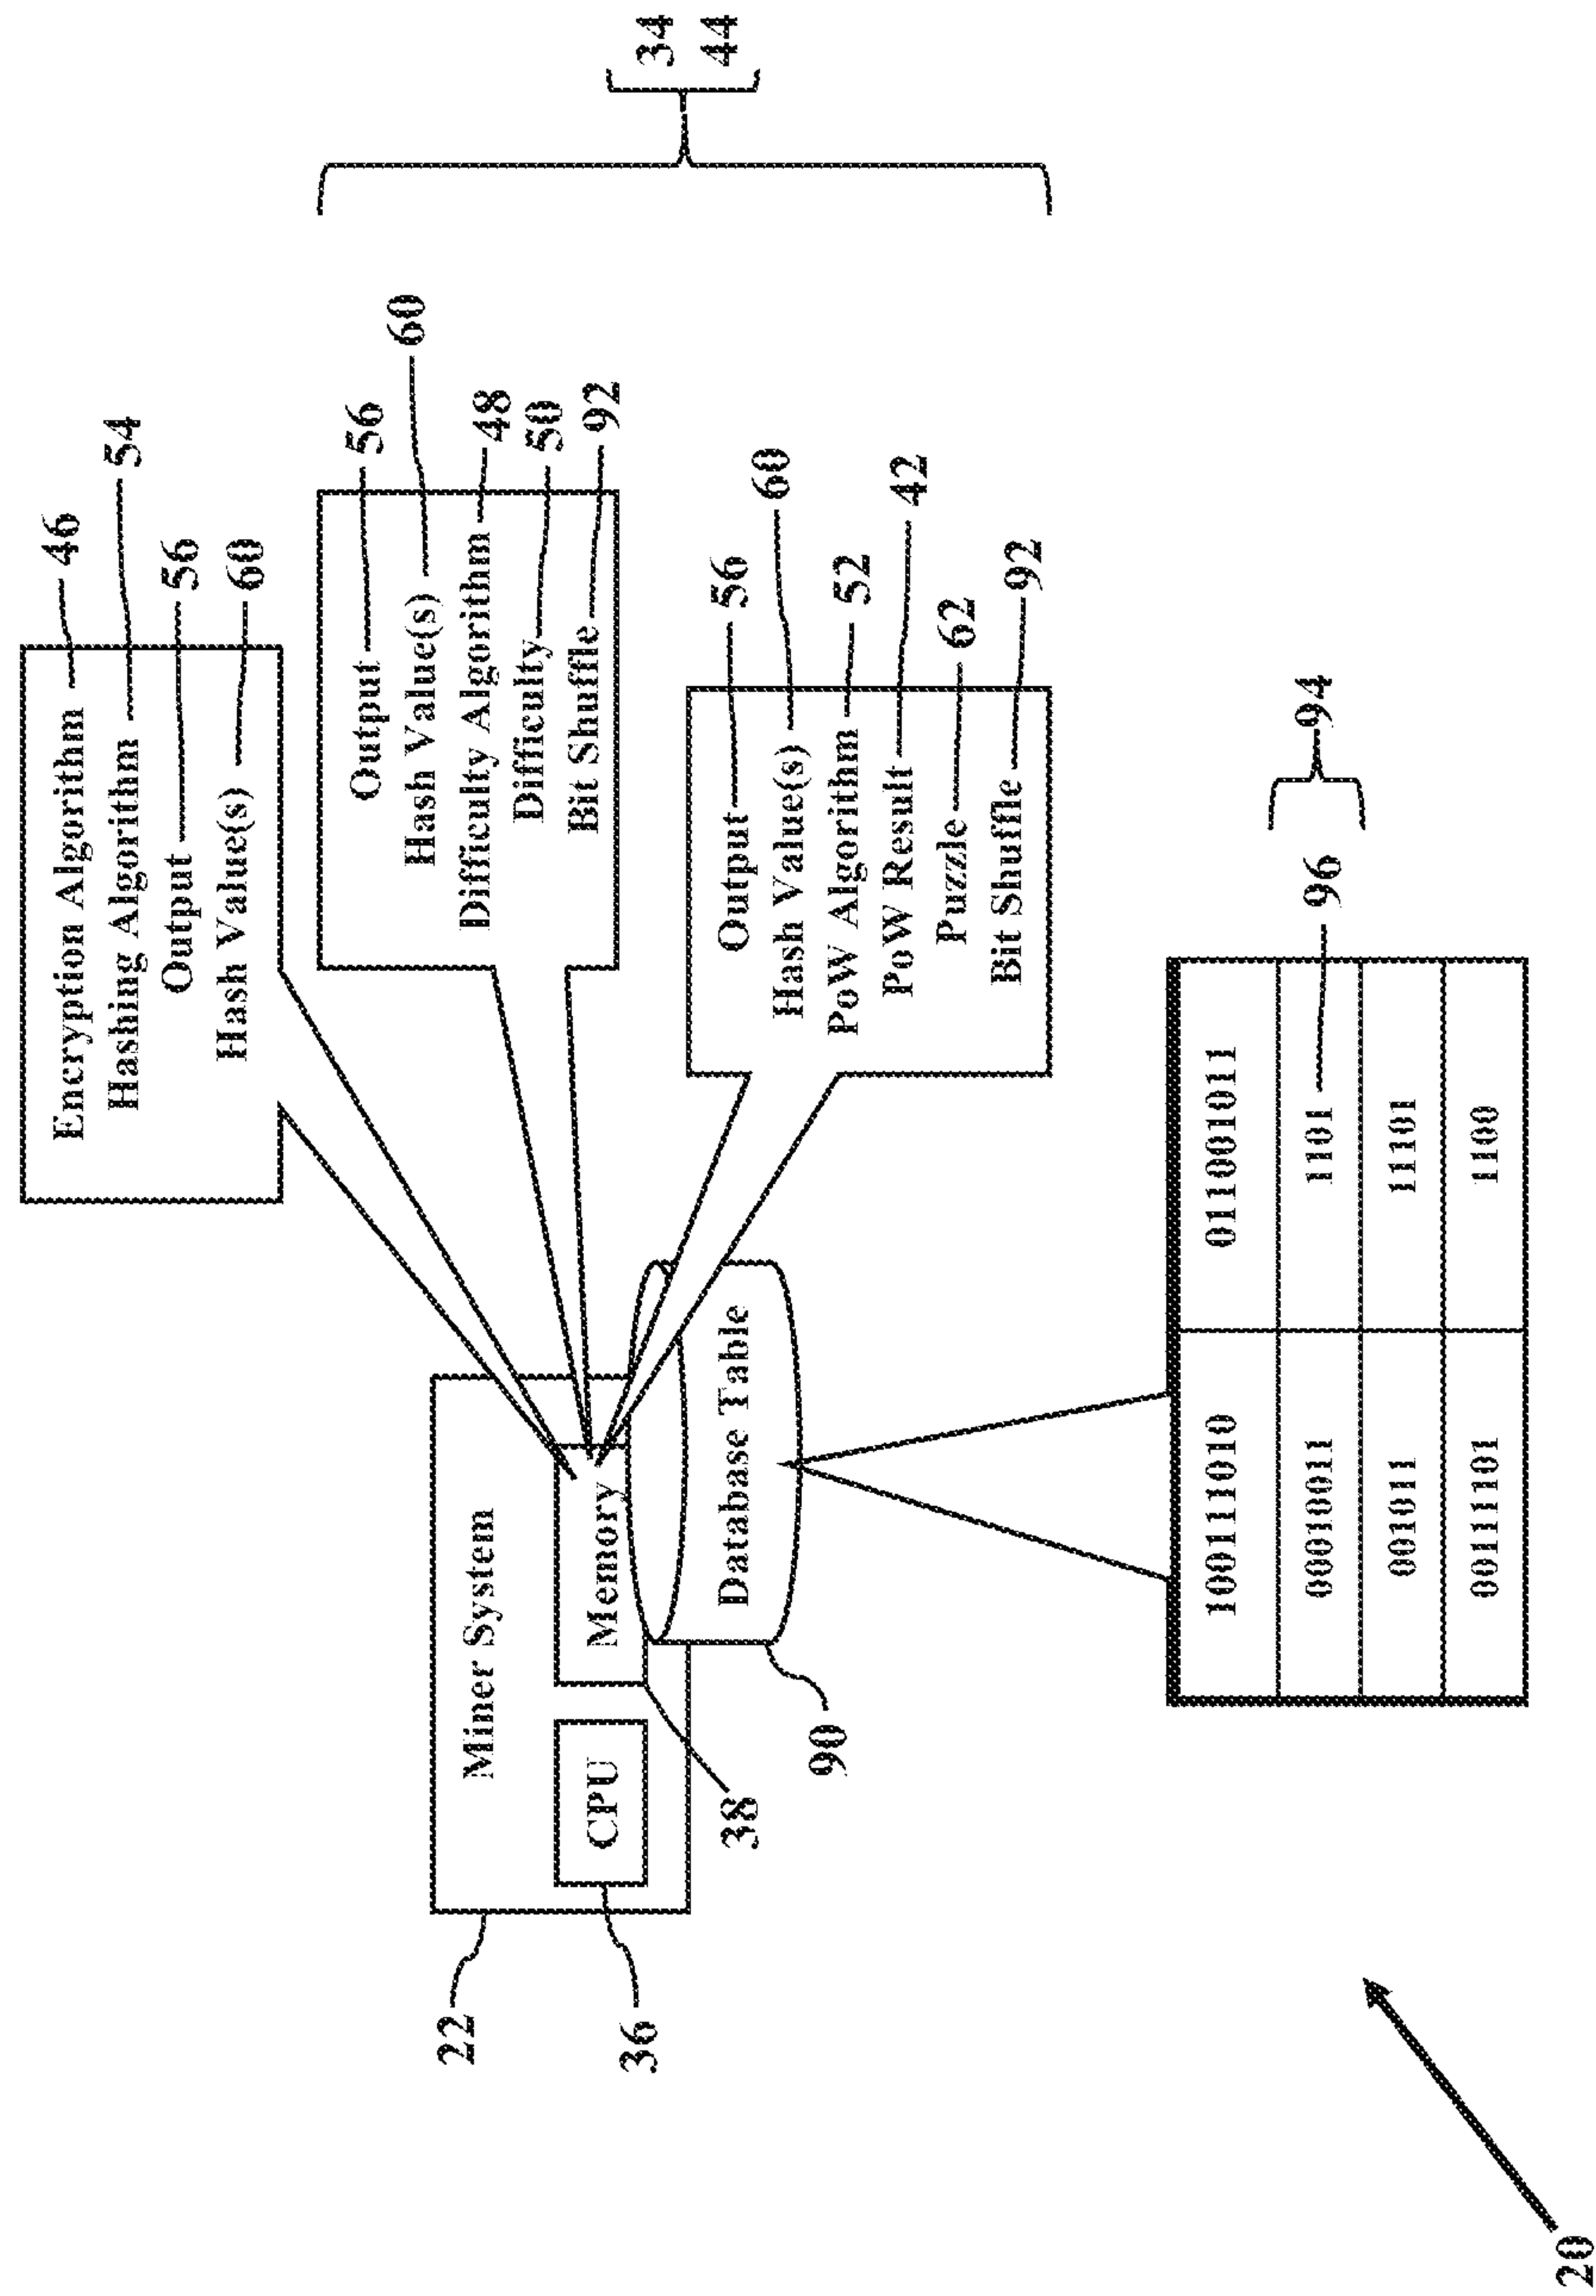 Encryption Algorithm 46
Hashing Algorithm 54
Output 56
Hash Value(s) 60
Output 56
Hash Value(s) 60
Difficulty Algorithm 48
Difficulty 50
Bit Shuffle 92
34
44
Output 56
Hash Value(s) 60
PoW Algorithm 52
PoW Result 42
Puzzle 62
Bit Shuffle 92
22
Miner System
36
CPU
Memory
38
Database Table
90
94
100111010 011001011
00010011 1101 96
001011 11101
00111101 1100
20